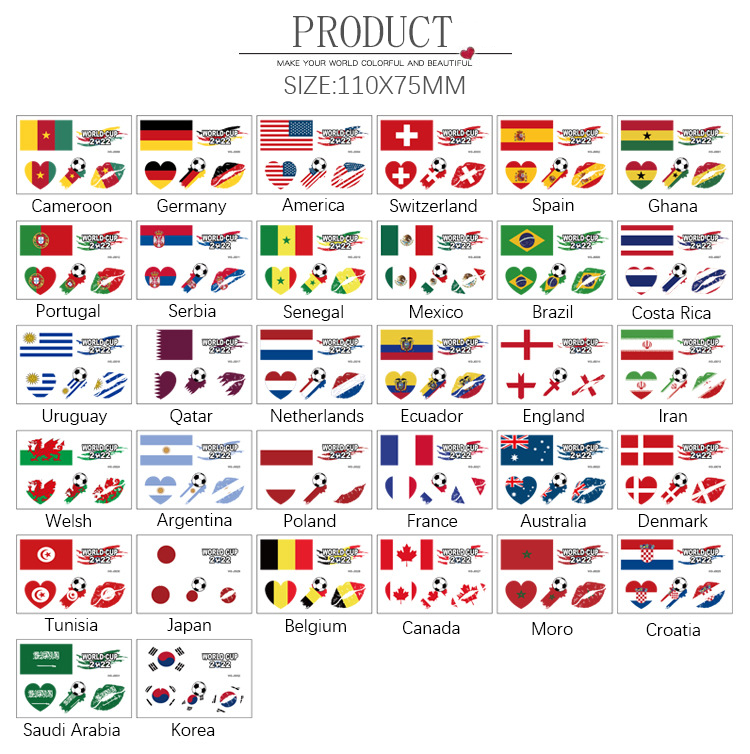 PRODUCT
MAKE YOUR WORLD COLORFUL AND BEAUTIFUL
SIZE:110X75MM
WORLD CUP 2022 WORLD CUP 2022 WORLD CUP 2022 WORLD CUP 2022 WORLD CUP 2022 WORLD CUP 2022
Cameroon Germany America Switzerland Spain Ghana
WORLD CUP 2022 WORLD CUP 2022 WORLD CUP 2022 WORLD CUP 2022 WORLD CUP 2022 WORLD CUP 2022
Portugal Serbia Senegal Mexico Brazil Costa Rica
WORLD CUP 2022 WORLD CUP 2022 WORLD CUP 2022 WORLD CUP 2022 WORLD CUP 2022 WORLD CUP 2022
Uruguay Qatar Netherlands Ecuador England Iran
WORLD CUP 2022 WORLD CUP 2022 WORLD CUP 2022 WORLD CUP 2022 WORLD CUP 2022 WORLD CUP 2022
Welsh Argentina Poland France Australia Denmark
WORLD CUP 2022 WORLD CUP 2022 WORLD CUP 2022 WORLD CUP 2022 WORLD CUP 2022 WORLD CUP 2022
Tunisia Japan Belgium Canada Moro Croatia
WORLD CUP 2022 WORLD CUP 2022
Saudi Arabia Korea